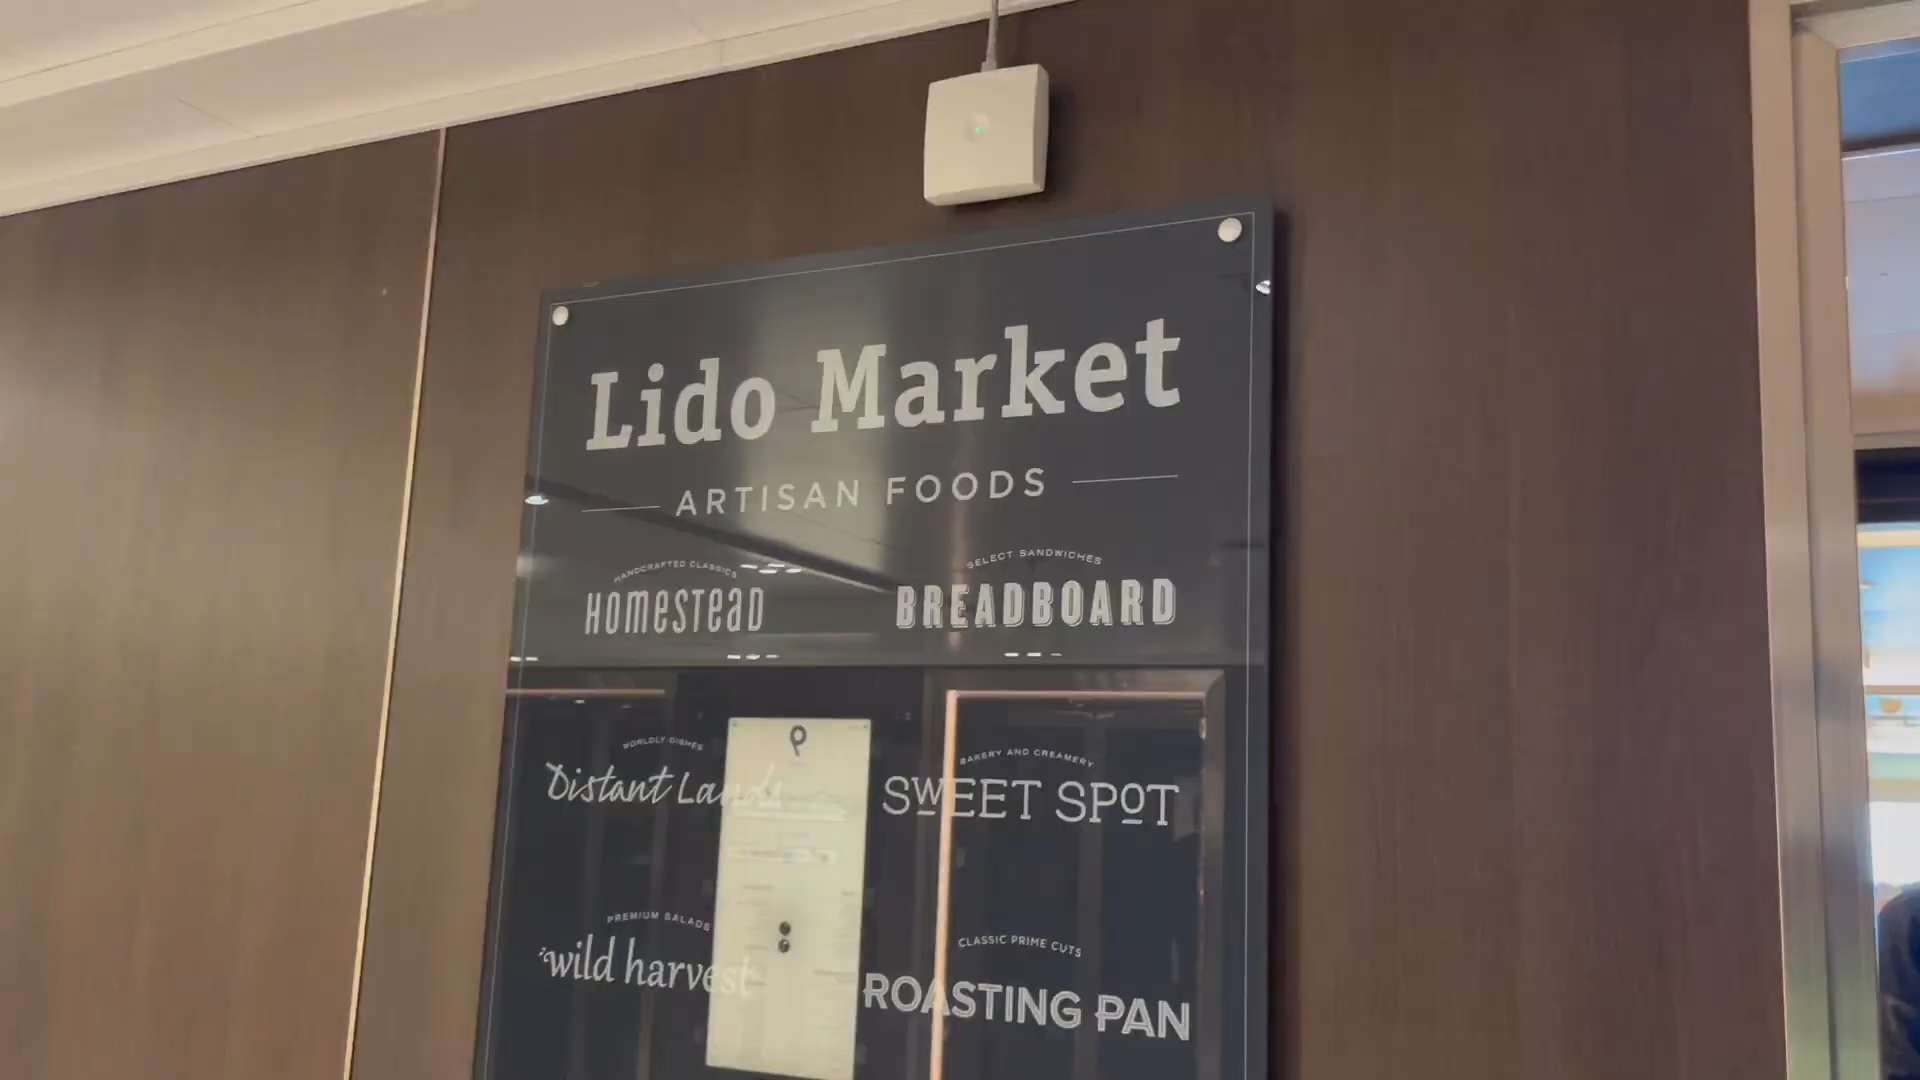 Lido Market
ARTISAN FOODS
HANDCRAFTED CLASSICS
HOMESTEAD
SELECT SANDWICHES
BREADBOARD
WORLDLY DISHES
Distant Lands
BAKERY AND CREAMERY
SWEET SPOT
PREMIUM SALADS
wild harvest
CLASSIC PRIME CUTS
ROASTING PAN